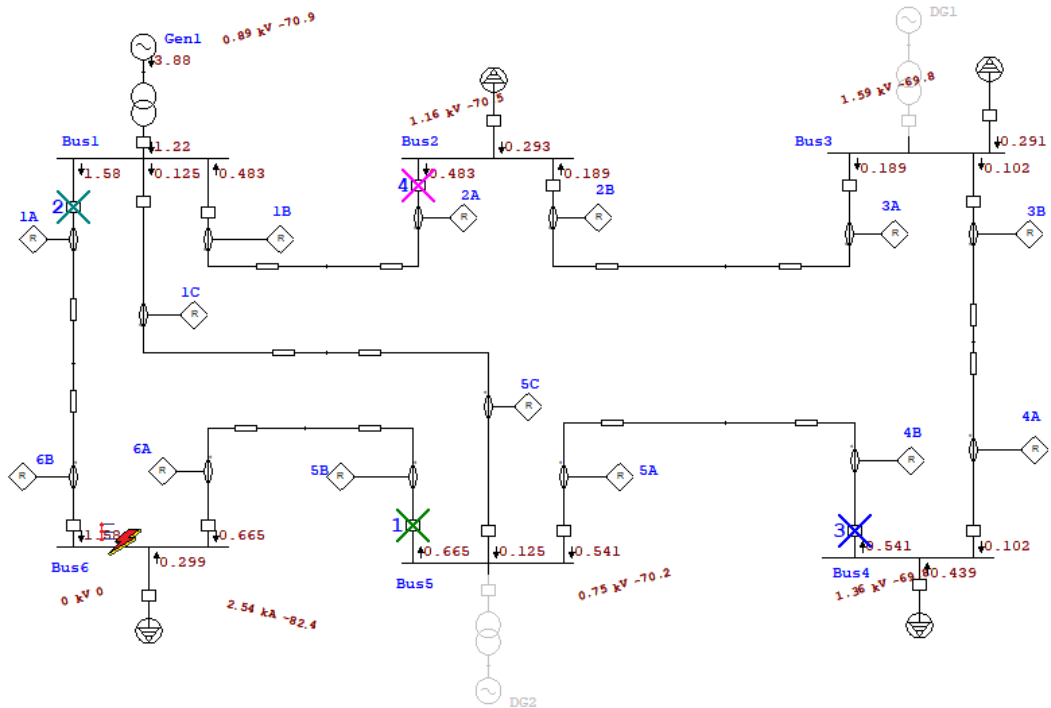 Gen1
0.89 kV -70.9
3.88
DG1
1.59 kV -69.8
1.16 kV -70.5
Bus1
1.22
Bus2
0.293
Bus3
0.291
1.58
0.125
0.483
0.483
0.189
0.189
0.102
2
4
1A
R
1B
R
2A
R
2B
R
3A
R
3B
R
1C
R
5C
R
6B
R
6A
R
5B
R
5A
R
4B
R
4A
R
1
3
1.58
0.665
0.665
0.125
0.541
0.541
0.102
Bus6
0.299
Bus5
Bus4
0.439
0 kV 0
2.54 kA -82.4
0.75 kV -70.2
DG2